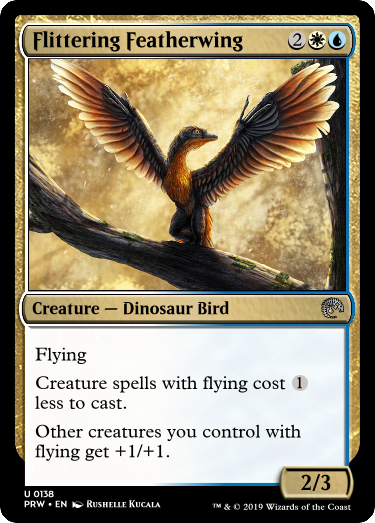 Flittering Featherwing 2
Creature — Dinosaur Bird
Flying
Creature spells with flying cost 1
less to cast.
Other creatures you control with
flying get +1/+1.
2/3
U 0138
PRW • EN Rushelle Kucala
™ & © 2019 Wizards of the Coast